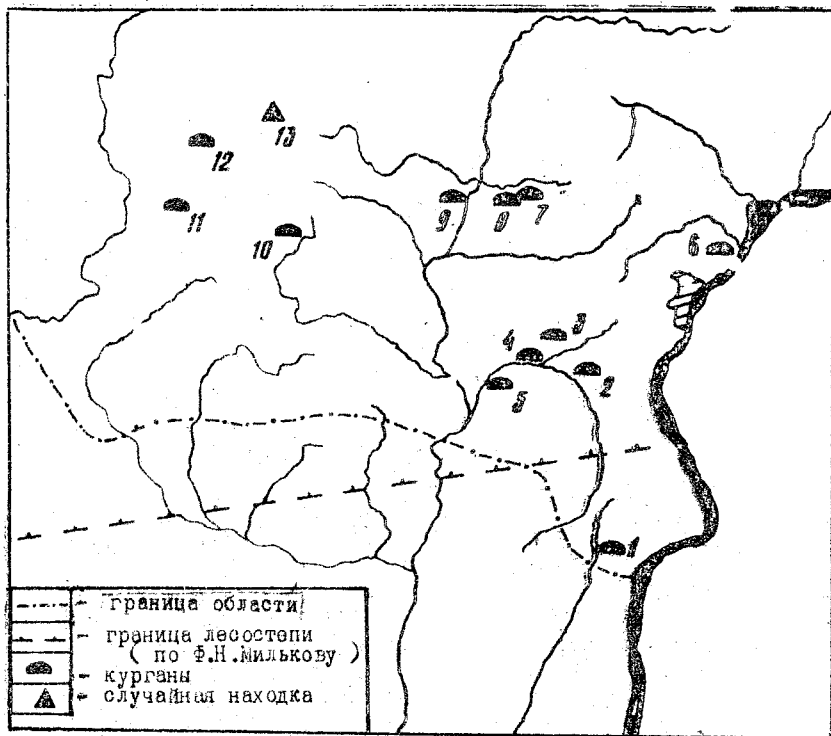 13
12
11
10
9
8
7
6
3
4
2
5
1
- граница области
- граница лесостепи
( по Ф.Н.Милькову )
- курганы
- случайная находка